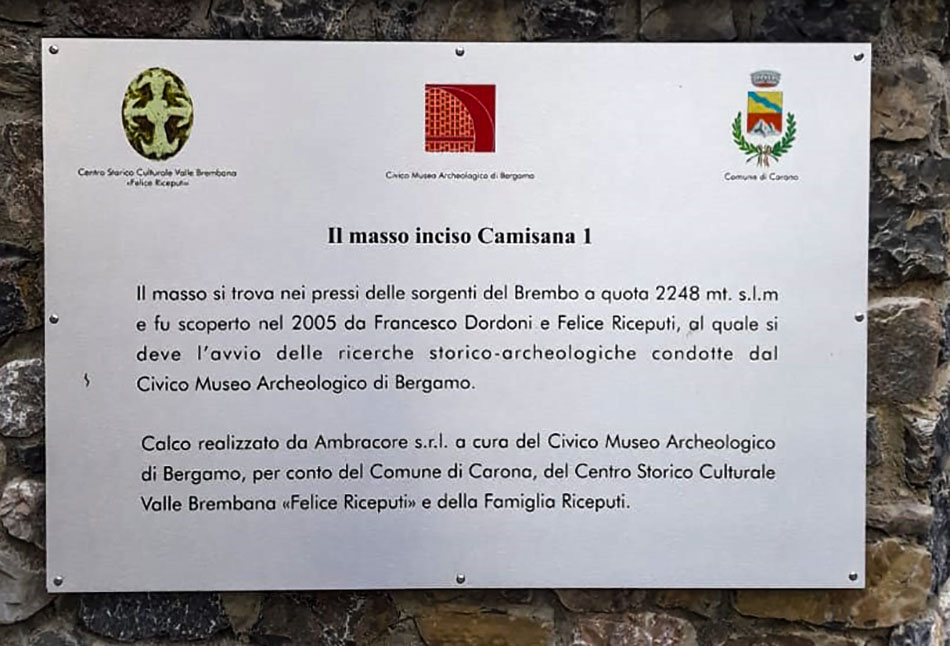 Centro Storico Culturale Valle Brembana
«Felice Riceputi»
Civico Museo Archeologico di Bergamo
Comune di Carona
Il masso inciso Camisana 1
Il masso si trova nei pressi delle sorgenti del Brembo a quota 2248 mt. s.l.m
e fu scoperto nel 2005 da Francesco Dordoni e Felice Riceputi, al quale si
deve l'avvio delle ricerche storico-archeologiche condotte dal
Civico Museo Archeologico di Bergamo.
Calco realizzato da Ambracore s.r.l. a cura del Civico Museo Archeologico
di Bergamo, per conto del Comune di Carona, del Centro Storico Culturale
Valle Brembana «Felice Riceputi» e della Famiglia Riceputi.